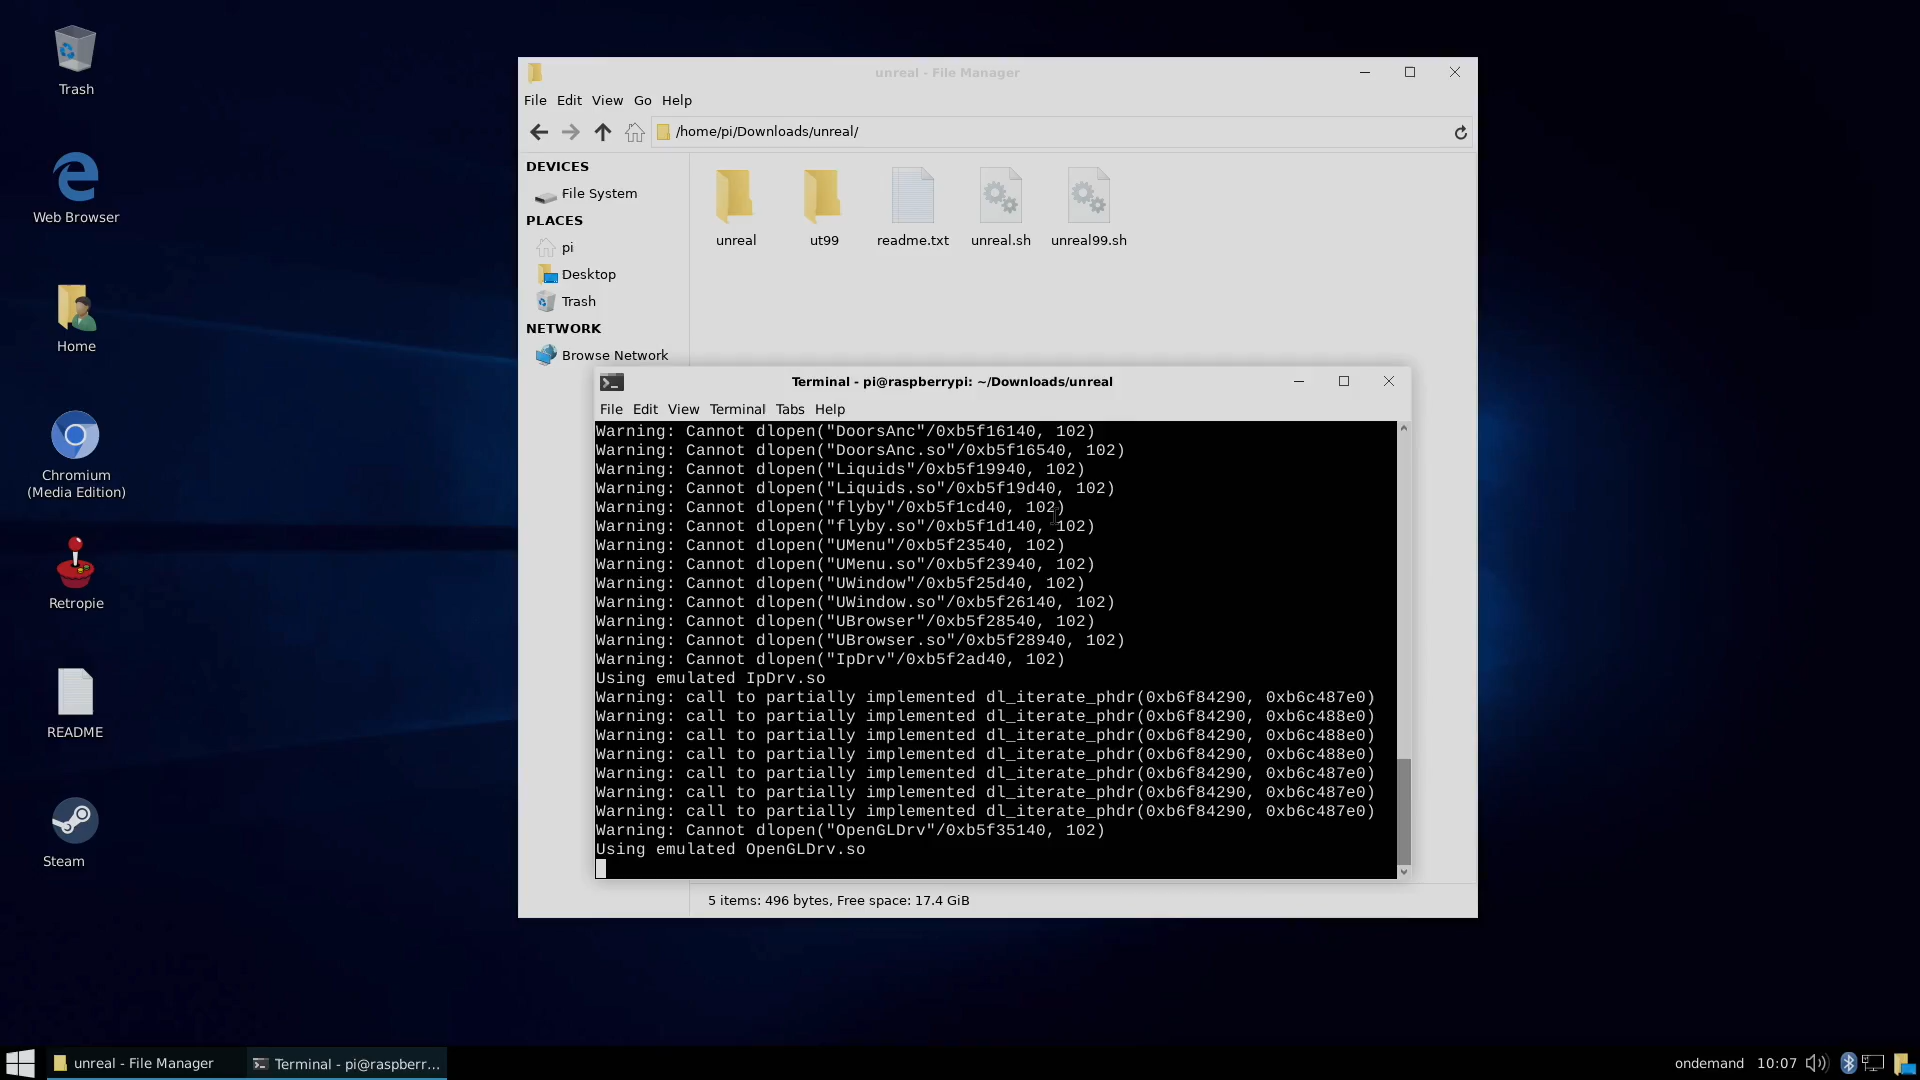 Trash
Web Browser
Home
Chromium
(Media Edition)
Retropie
README
Steam
unreal - File Manager
File Edit View Go Help
/home/pi/Downloads/unreal/
DEVICES
File System
PLACES
pi
Desktop
Trash
NETWORK
Browse Network
unreal ut99 readme.txt unreal.sh unreal99.sh
Terminal - pi@raspberrypi: ~/Downloads/unreal
File Edit View Terminal Tabs Help
Warning: Cannot dlopen("DoorsAnc"/0xb5f16140, 102)
Warning: Cannot dlopen("DoorsAnc.so"/0xb5f16540, 102)
Warning: Cannot dlopen("Liquids"/0xb5f19940, 102)
Warning: Cannot dlopen("Liquids.so"/0xb5f19d40, 102)
Warning: Cannot dlopen("flyby"/0xb5f1cd40, 102)
Warning: Cannot dlopen("flyby.so"/0xb5f1d140, 102)
Warning: Cannot dlopen("UMenu"/0xb5f23540, 102)
Warning: Cannot dlopen("UMenu.so"/0xb5f23940, 102)
Warning: Cannot dlopen("UWindow"/0xb5f25d40, 102)
Warning: Cannot dlopen("UWindow.so"/0xb5f26140, 102)
Warning: Cannot dlopen("UBrowser"/0xb5f28540, 102)
Warning: Cannot dlopen("UBrowser.so"/0xb5f28940, 102)
Warning: Cannot dlopen("IpDrv"/0xb5f2ad40, 102)
Using emulated IpDrv.so
Warning: call to partially implemented dl_iterate_phdr(0xb6f84290, 0xb6c487e0)
Warning: call to partially implemented dl_iterate_phdr(0xb6f84290, 0xb6c488e0)
Warning: call to partially implemented dl_iterate_phdr(0xb6f84290, 0xb6c488e0)
Warning: call to partially implemented dl_iterate_phdr(0xb6f84290, 0xb6c488e0)
Warning: call to partially implemented dl_iterate_phdr(0xb6f84290, 0xb6c487e0)
Warning: call to partially implemented dl_iterate_phdr(0xb6f84290, 0xb6c487e0)
Warning: call to partially implemented dl_iterate_phdr(0xb6f84290, 0xb6c487e0)
Warning: Cannot dlopen("OpenGLDrv"/0xb5f35140, 102)
Using emulated OpenGLDrv.so
5 items: 496 bytes, Free space: 17.4 GiB
unreal - File Manager
Terminal - pi@raspberr...
ondemand 10:07